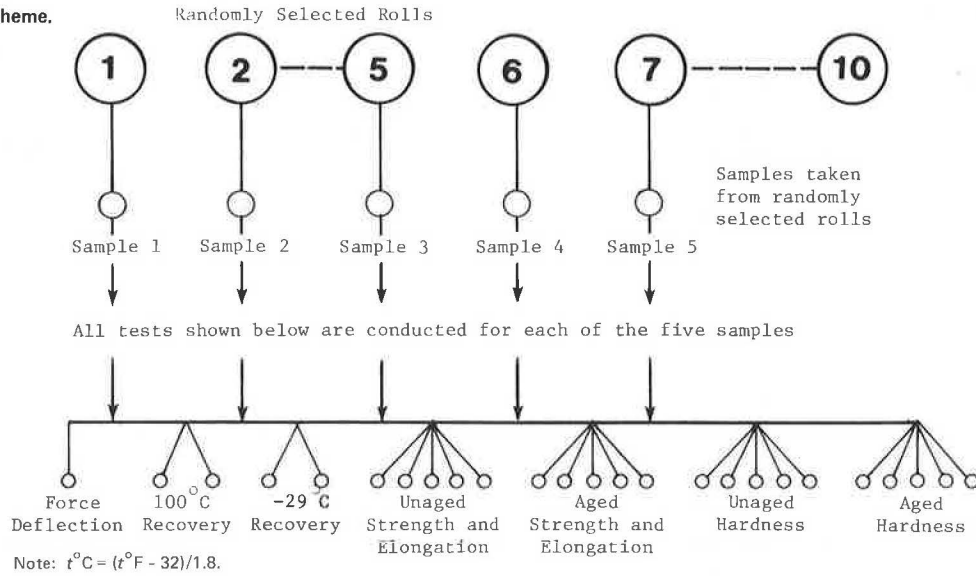 heme.
Randomly Selected Rolls
1 2 5 6 7 10
Samples taken
from randomly
selected rolls
Sample 1 Sample 2 Sample 3 Sample 4 Sample 5
All tests shown below are conducted for each of the five samples
Force 100°C -29°C Unaged Aged Unaged Aged
Deflection Recovery Recovery Strength and Strength and Hardness Hardness
Elongation Elongation
Note: t°C = (t°F - 32)/1.8.